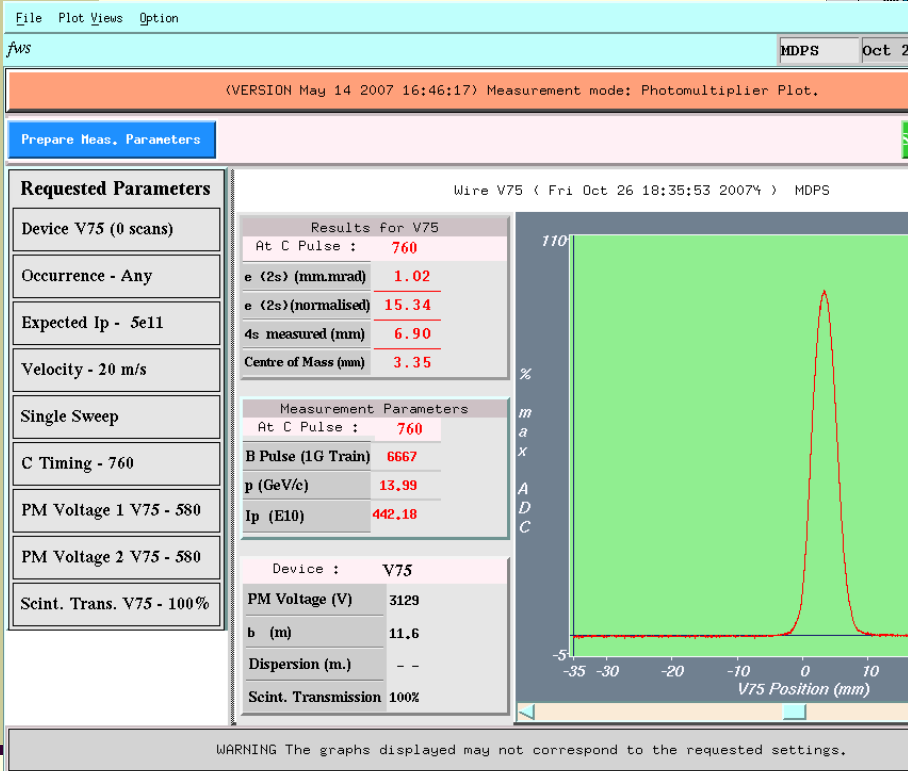 File Plot Views Option
fws
MDPS Oct 2
(VERSION May 14 2007 16:46:17) Measurement mode: Photomultiplier Plot.
Prepare Meas. Parameters
Requested Parameters
Device V75 (0 scans)
Occurrence - Any
Expected Ip - 5e11
Velocity - 20 m/s
Single Sweep
C Timing - 760
PM Voltage 1 V75 - 580
PM Voltage 2 V75 - 580
Scint. Trans. V75 - 100%
Wire V75 ( Fri Oct 26 18:35:53 2007 ) MDPS
Results for V75
At C Pulse : 760
e (2s) (mm.mrad) 1.02
e (2s)(normalised) 15.34
4s measured (mm) 6.90
Centre of Mass (mm) 3.35
Measurement Parameters
At C Pulse : 760
B Pulse (1G Train) 6667
p (GeV/c) 13.99
Ip (E10) 442.18
Device : V75
PM Voltage (V) 3129
b (m) 11.6
Dispersion (m.) - -
Scint. Transmission 100%
110
% max ADC
-5
-35 -30 -20 -10 0 10
V75 Position (mm)
WARNING The graphs displayed may not correspond to the requested settings.